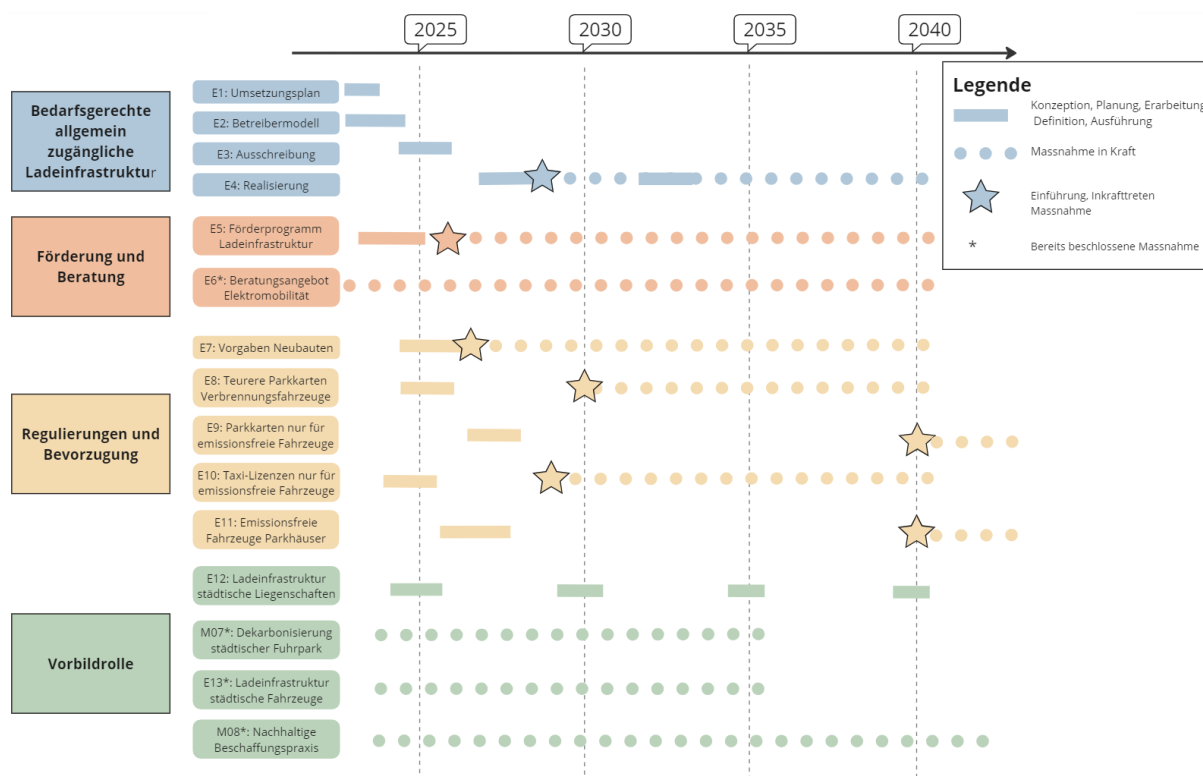 2025
2030
2035
2040
Legende
Konzeption, Planung, Erarbeitung
Definition, Ausführung
Massnahme in Kraft
Einführung, Inkrafttreten
Massnahme
*
Bereits beschlossene Massnahme
Bedarfsgerechte
allgemein
zugängliche
Ladeinfrastruktur
E1: Umsetzungsplan
E2: Betreibermodell
E3: Ausschreibung
E4: Realisierung
Förderung und
Beratung
E5: Förderprogramm
Ladeinfrastruktur
E6*: Beratungsangebot
Elektromobilität
Regulierungen und
Bevorzugung
E7: Vorgaben Neubauten
E8: Teurere Parkkarten
Verbrennungsfahrzeuge
E9: Parkkarten nur für
emissionsfreie Fahrzeuge
E10: Taxi-Lizenzen nur für
emissionsfreie Fahrzeuge
E11: Emissionsfreie
Fahrzeuge Parkhäuser
Vorbildrolle
E12: Ladeinfrastruktur
städtische Liegenschaften
M07*: Dekarbonisierung
städtischer Fuhrpark
E13*: Ladeinfrastruktur
städtische Fahrzeuge
M08*: Nachhaltige
Beschaffungspraxis